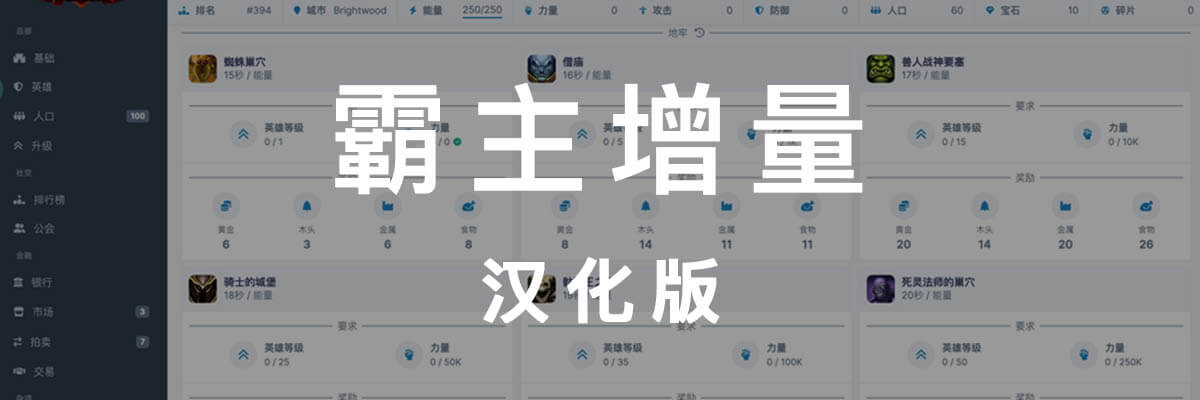 排名 #394 城市 Brightwood 能量 250/250 力量 0 攻击 0 防御 0 人口 60 宝石 10 碎片 0
总部
基础
英雄
人口 100
升级
社交
排行榜
公会
金融
银行
市场 3
拍卖 7
交易
地牢
蜘蛛巢穴
15秒 / 能量
英雄等级
0 / 1
力量
/ 0
黄金 木头 金属 食物
6 3 6 8
僧庙
16秒 / 能量
0 / 5
奖励
黄金 木头 金属 食物
8 14 11 11
兽人战神要塞
17秒 / 能量
要求
英雄等级 力量
0 / 15 0 / 10K
奖励
黄金 木头 金属 食物
20 14 20 26
霸主增量
汉化版
骑士的城堡
18秒 / 能量
要求
英雄等级 力量
0 / 25 0 / 50K
奖励
要求
英雄等级 力量
0 / 35 0 / 100K
奖励
死灵法师的巢穴
20秒 / 能量
要求
英雄等级 力量
0 / 50 0 / 250K
奖励